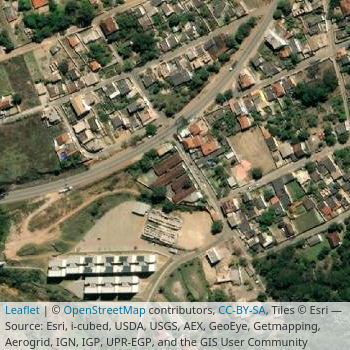 Leaflet | © OpenStreetMap contributors, CC-BY-SA, Tiles © Esri —
Source: Esri, i-cubed, USDA, USGS, AEX, GeoEye, Getmapping,
Aerogrid, IGN, IGP, UPR-EGP, and the GIS User Community